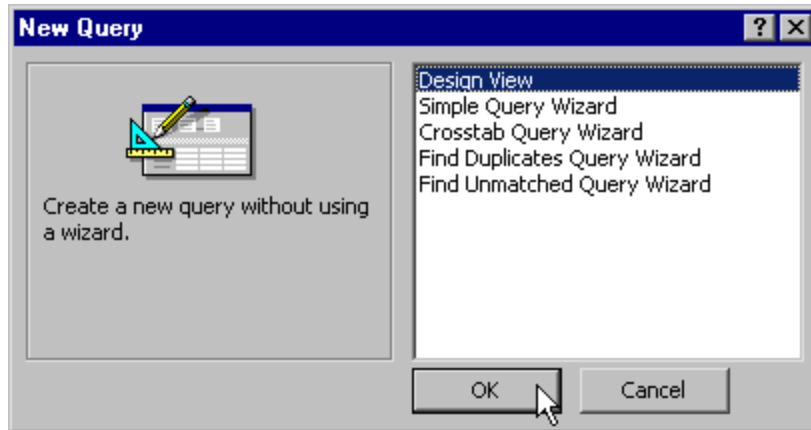 New Query
Create a new query without using
a wizard.
Design View
Simple Query Wizard
Crosstab Query Wizard
Find Duplicates Query Wizard
Find Unmatched Query Wizard
OK
Cancel